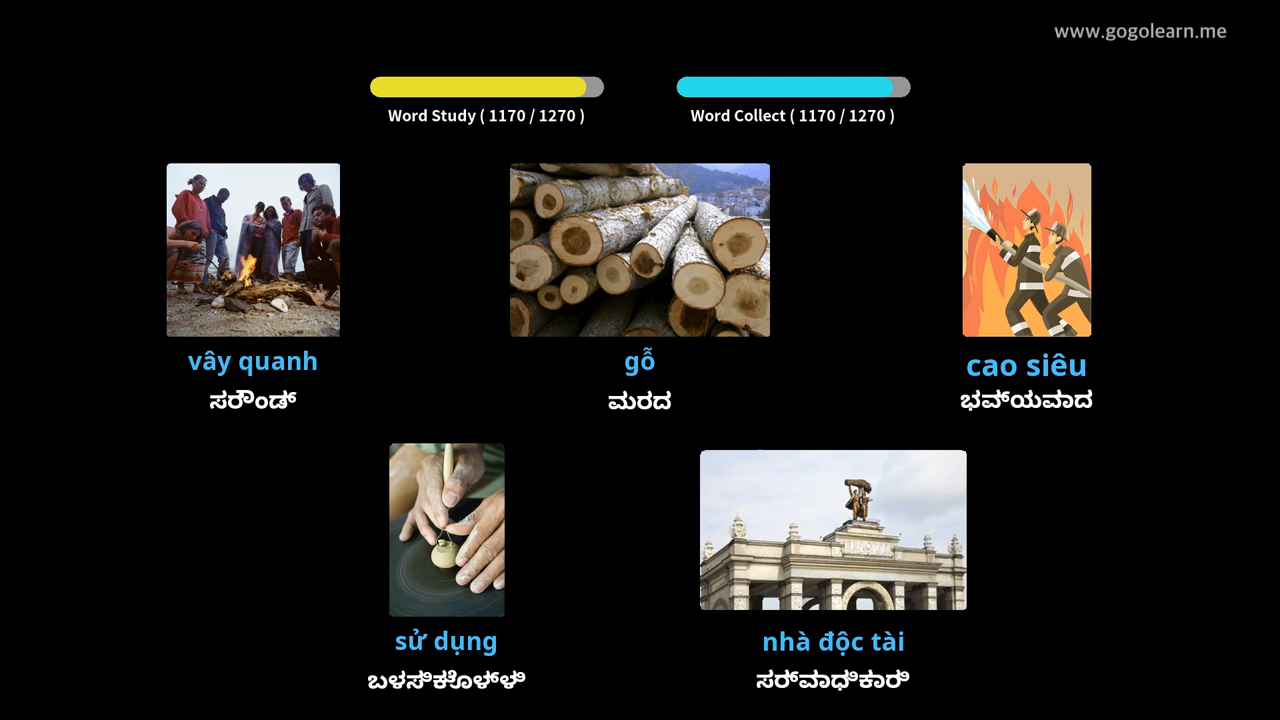 www.gogolearn.me
Word Study ( 1170 / 1270 )
Word Collect ( 1170 / 1270 )
vây quanh
ಸರೌಂಡ್
gỗ
ಮರದ
cao siêu
ಭವ್ಯವಾದ
sử dụng
ಬಳಸಿಕೊಳ್ಳಿ
nhà độc tài
ಸರ್ವಾಧಿಕಾರಿ